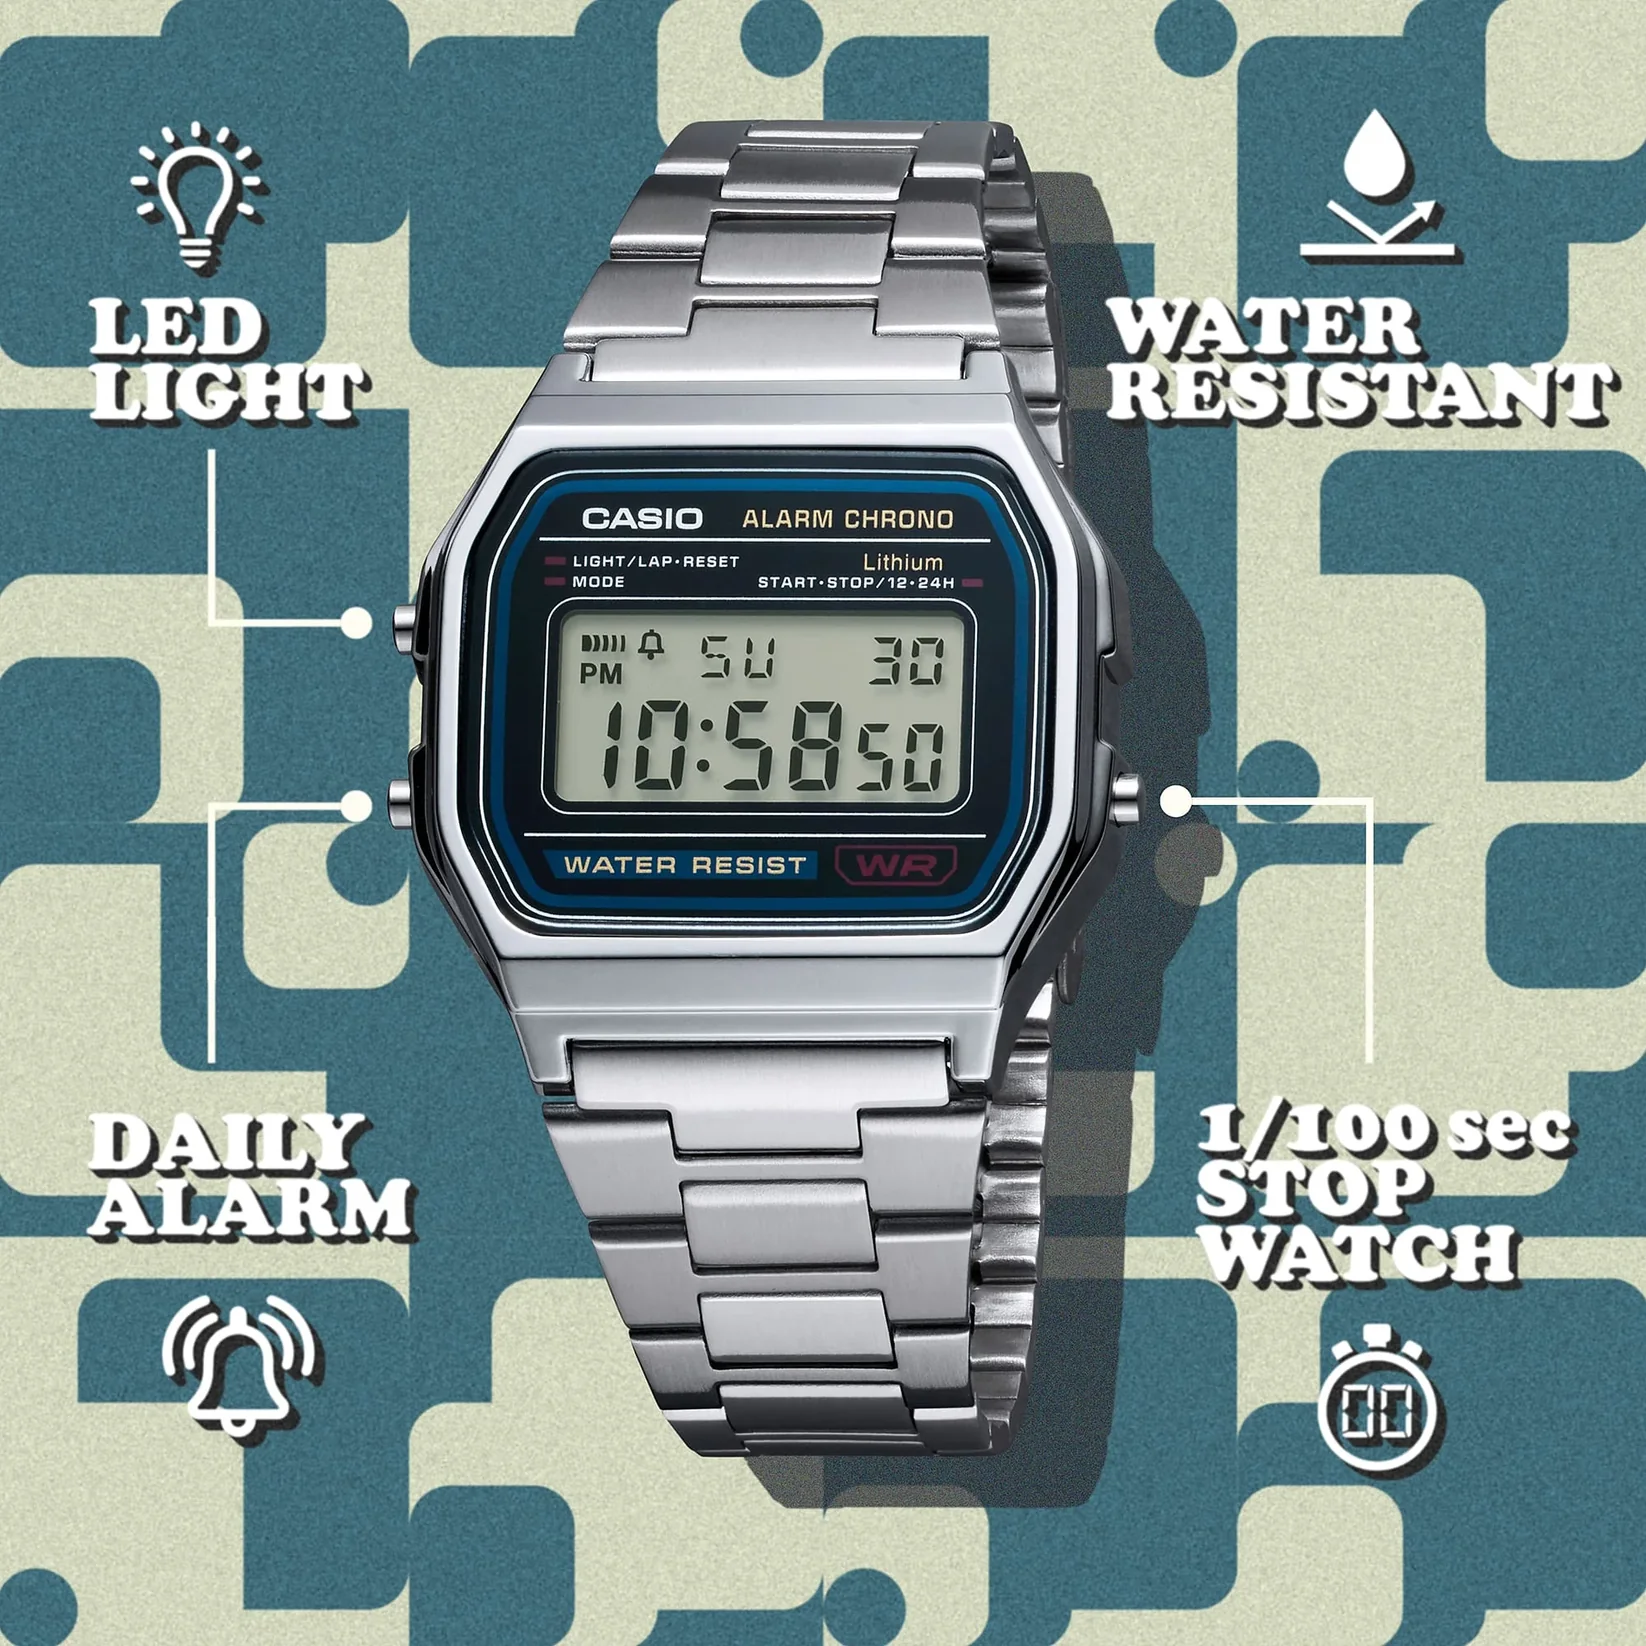 LED
LIGHT
WATER
RESISTANT
CASIO ALARM CHRONO
LIGHT/LAP•RESET Lithium
MODE START•STOP/12•24H
SU 30
PM
10:58 50
WATER RESIST WR
DAILY
ALARM
1/100 sec
STOP
WATCH
00